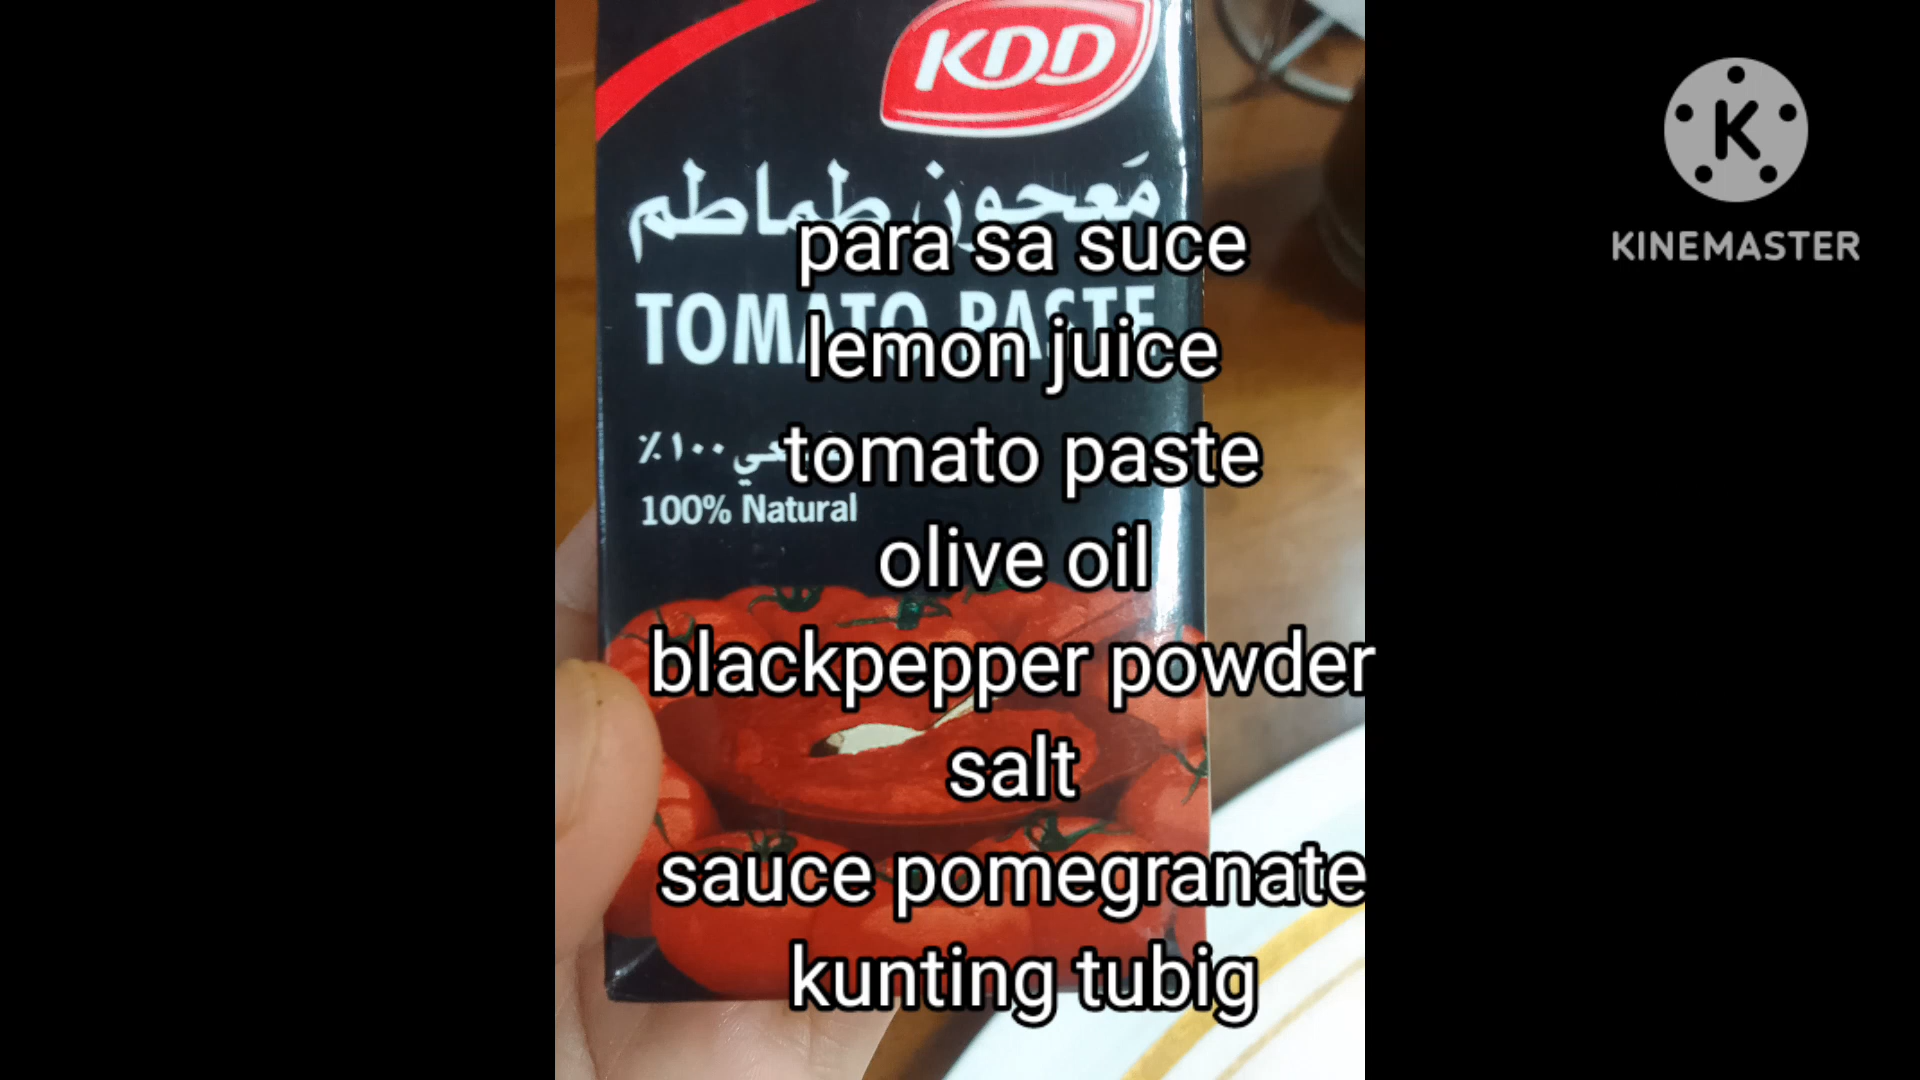 KDD
مَعجون طماطم
para sa suce
TOMATO PASTE
lemon juice
١٠٠٪
tomato paste
100% Natural
olive oil
blackpepper powder
salt
sauce pomegranate
kunting tubig
K
KINEMASTER